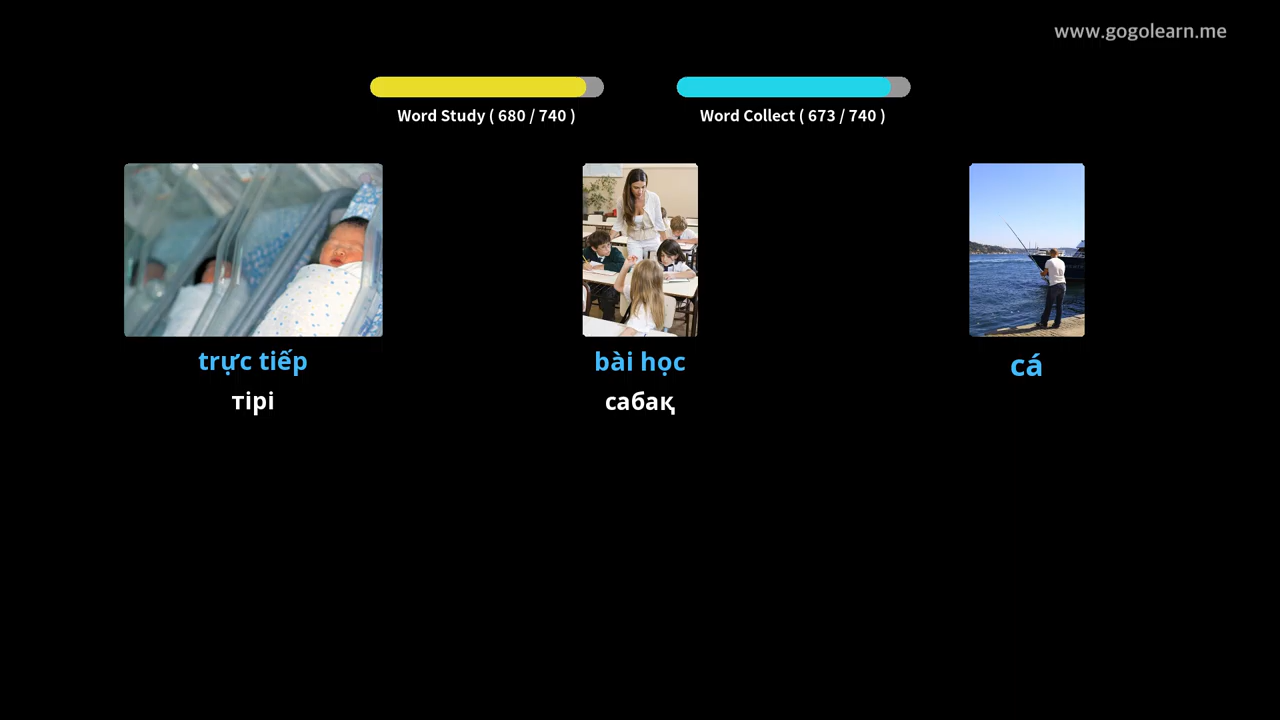 www.gogolearn.me
Word Study ( 680 / 740 )
Word Collect ( 673 / 740 )
trực tiếp
тірі
bài học
сабақ
cá